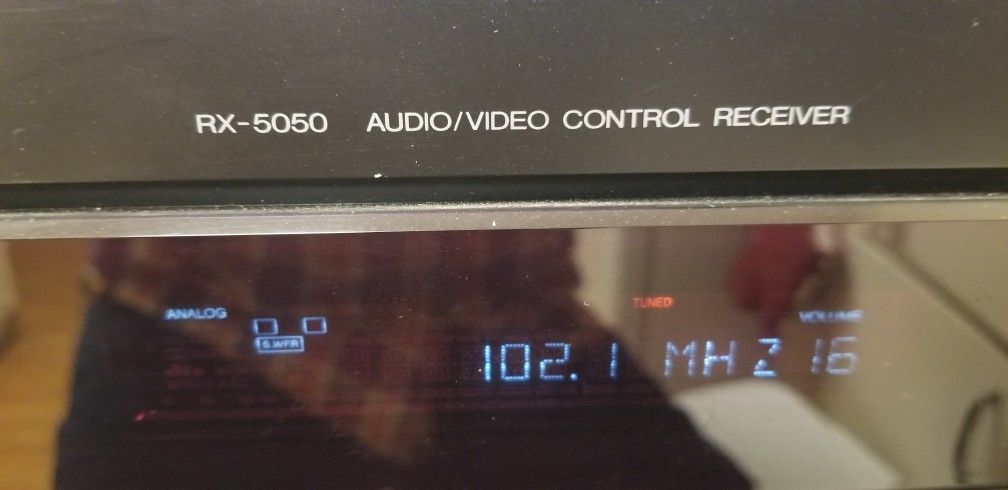 RX-5050 AUDIO/VIDEO CONTROL RECEIVER
TUNED
ANALOG VOLUME
S.WFR
102.1 MHZ 16